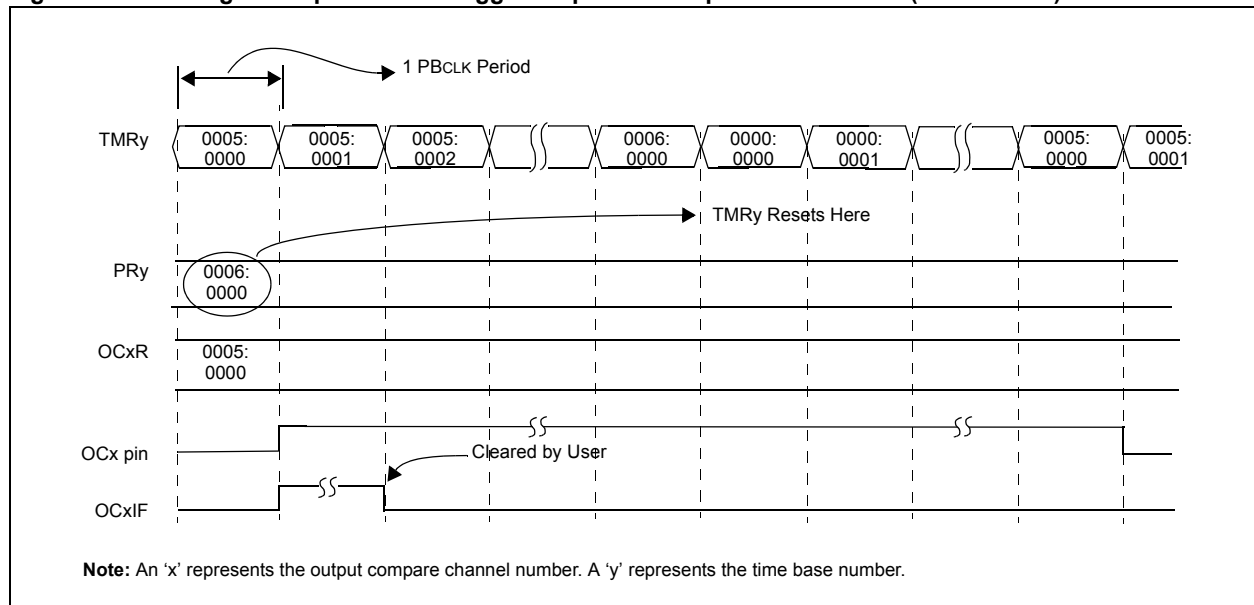 1 PBCLK Period
TMRy
0005: 0005: 0005: 0006: 0000: 0000: 0005: 0005:
0000 0001 0002 0000 0000 0001 0000 0001
TMRy Resets Here
PRy
0006:
0000
OCxR
0005:
0000
OCx pin
Cleared by User
OCxIF
Note: An ‘x’ represents the output compare channel number. A ‘y’ represents the time base number.